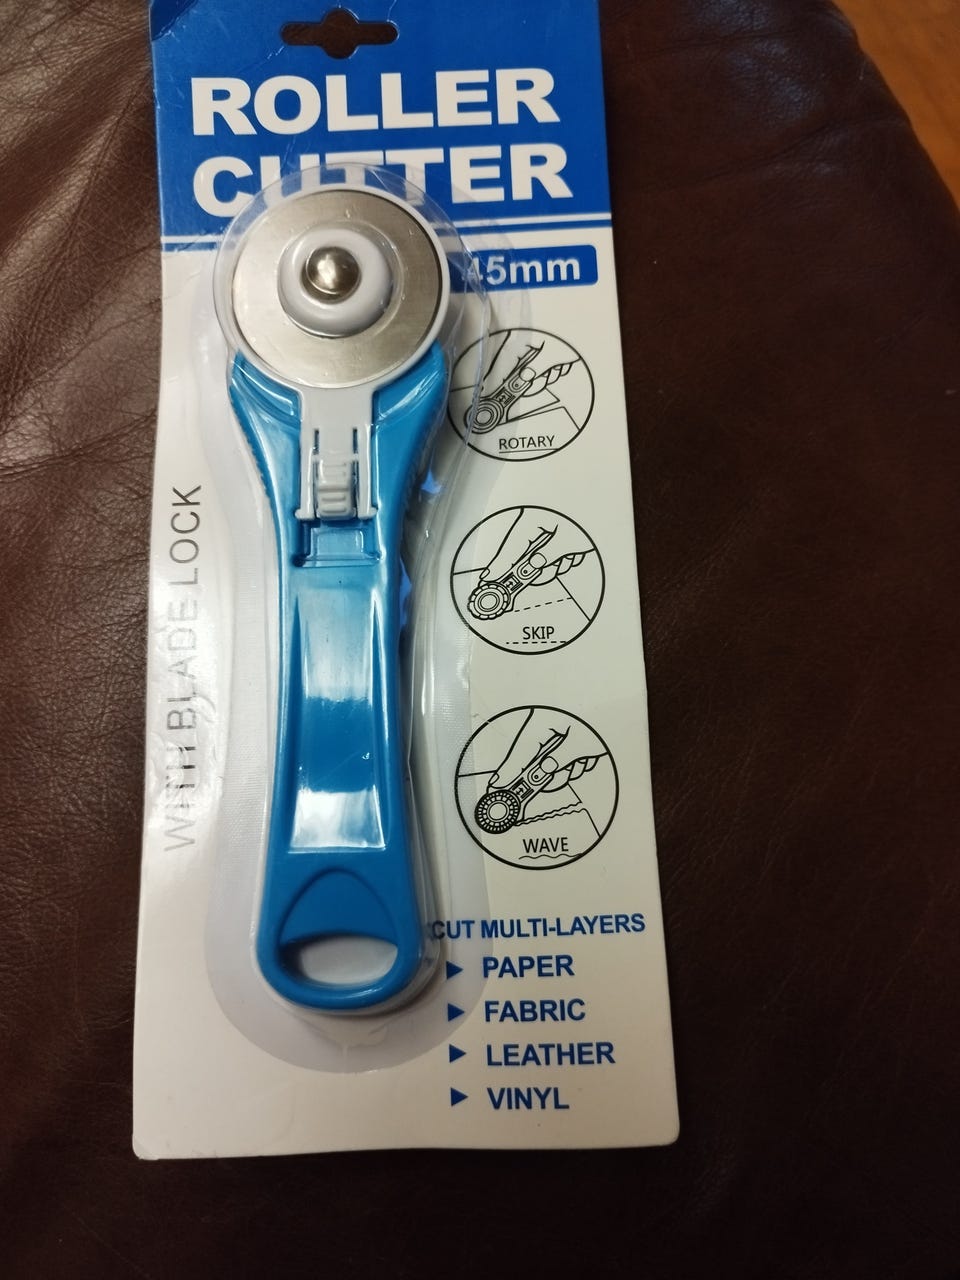 ROLLER
CUTTER
45mm
ROTARY
WITH BLADE LOCK
SKIP
WAVE
CUT MULTI-LAYERS
PAPER
FABRIC
LEATHER
VINYL